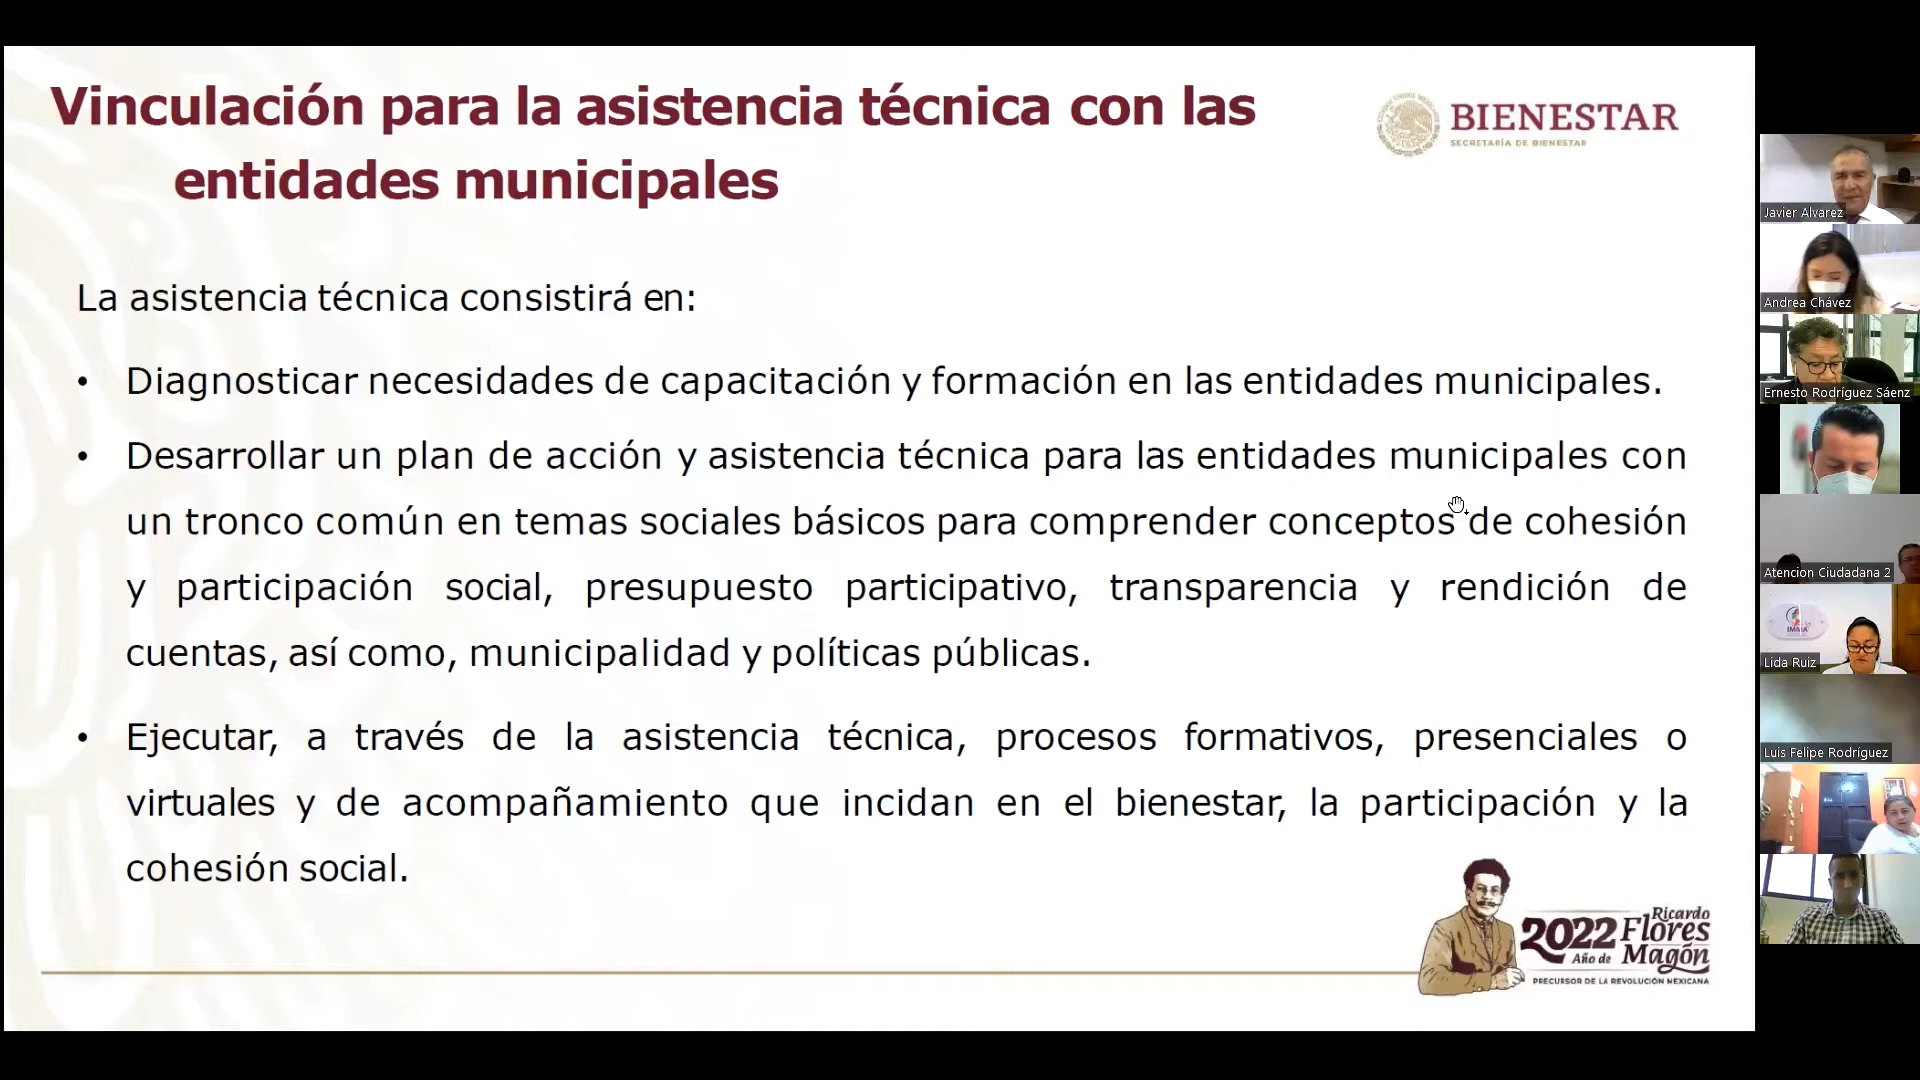 Vinculación para la asistencia técnica con las
entidades municipales
BIENESTAR
SECRETARÍA DE BIENESTAR
La asistencia técnica consistirá en:
• Diagnosticar necesidades de capacitación y formación en las entidades municipales.
• Desarrollar un plan de acción y asistencia técnica para las entidades municipales con
un tronco común en temas sociales básicos para comprender conceptos de cohesión
y participación social, presupuesto participativo, transparencia y rendición de
cuentas, así como, municipalidad y políticas públicas.
• Ejecutar, a través de la asistencia técnica, procesos formativos, presenciales o
virtuales y de acompañamiento que incidan en el bienestar, la participación y la
cohesión social.
2022 Ricardo
Flores
Año de Magón
PRECURSOR DE LA REVOLUCIÓN MEXICANA
Javier Alvarez
Andrea Chávez
Ernesto Rodríguez Sáenz
Atencion Ciudadana 2
IMMA
Lida Ruiz
Luis Felipe Rodríguez